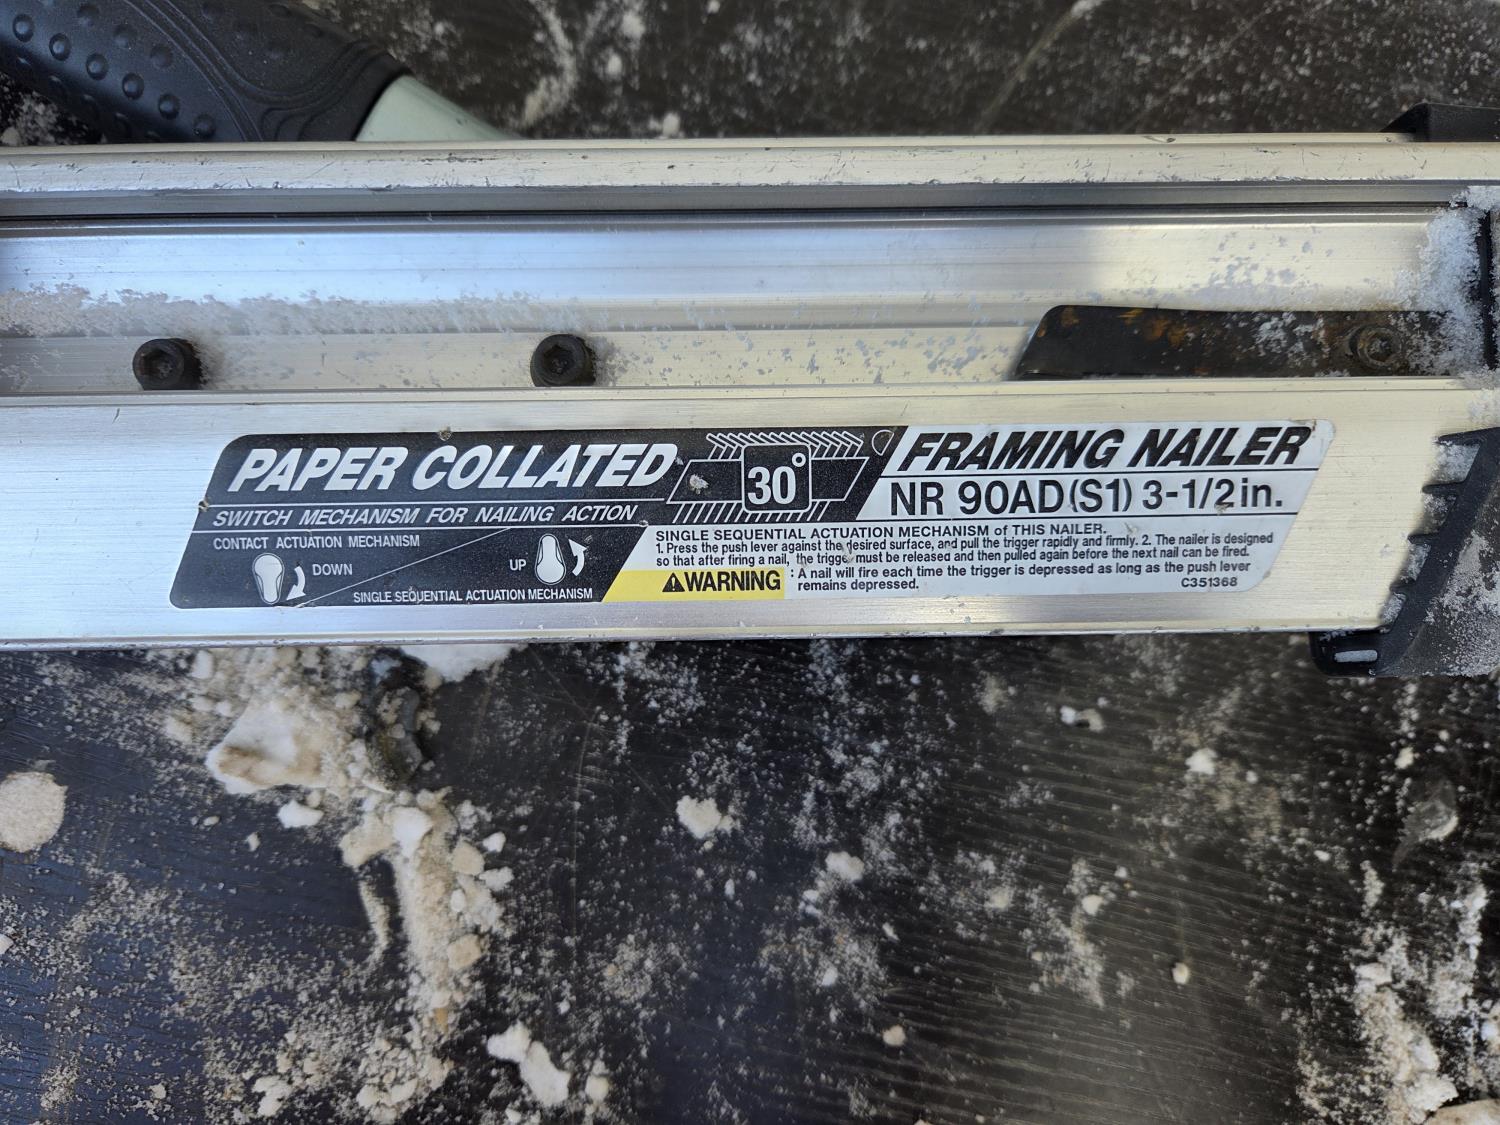 PAPER COLLATED
30°
FRAMING NAILER
NR 90AD(S1) 3-1/2in.
SWITCH MECHANISM FOR NAILING ACTION
CONTACT ACTUATION MECHANISM
DOWN
UP
SINGLE SEQUENTIAL ACTUATION MECHANISM
SINGLE SEQUENTIAL ACTUATION MECHANISM of THIS NAILER.
1. Press the push lever against the desired surface, and pull the trigger rapidly and firmly. 2. The nailer is designed
so that after firing a nail, the trigger must be released and then pulled again before the next nail can be fired.
WARNING : A nail will fire each time the trigger is depressed as long as the push lever
remains depressed.
C351368